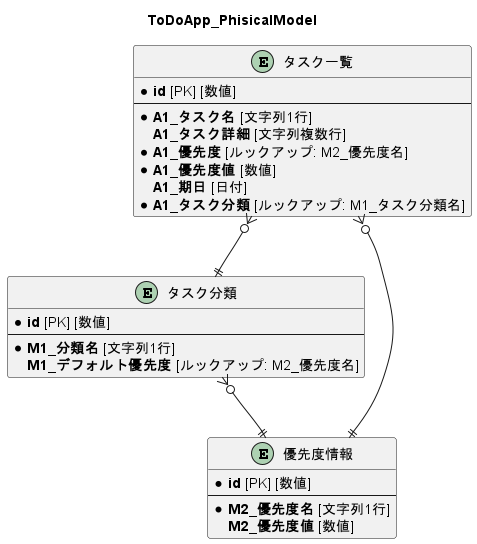 ToDoApp_PhisicalModel
E タスク一覧
* id [PK] [数値]
* A1_タスク名 [文字列1行]
A1_タスク詳細 [文字列複数行]
* A1_優先度 [ルックアップ: M2_優先度名]
* A1_優先度値 [数値]
A1_期日 [日付]
* A1_タスク分類 [ルックアップ: M1_タスク分類名]
E タスク分類
* id [PK] [数値]
* M1_分類名 [文字列1行]
M1_デフォルト優先度 [ルックアップ: M2_優先度名]
E 優先度情報
* id [PK] [数値]
* M2_優先度名 [文字列1行]
M2_優先度値 [数値]